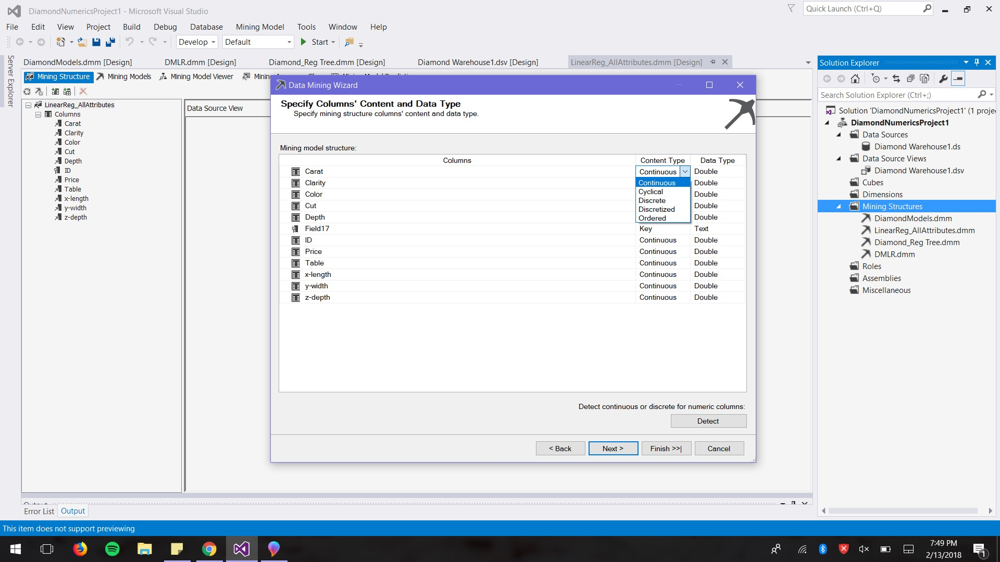 DiamondNumericsProject1 - Microsoft Visual Studio
Quick Launch (Ctrl+Q)
File Edit View Project Build Debug Database Mining Model Tools Window Help
Develop Default Start
Server Explorer
DiamondModels.dmm [Design] DMLR.dmm [Design] Diamond_Reg Tree.dmm [Design] Diamond Warehouse1.dsv [Design] LinearReg_AllAttributes.dmm [Design]
Mining Structure Mining Models Mining Model Viewer
LinearReg_AllAttributes
Columns
Carat
Clarity
Color
Cut
Depth
ID
Price
Table
x-length
y-width
z-depth
Data Source View
Data Mining Wizard
Specify Columns' Content and Data Type
Specify mining structure columns' content and data type.
Mining model structure:
Columns Content Type Data Type
Carat Continuous Double
Clarity Double
Color Double
Cut Double
Depth Double
Continuous
Cyclical
Discrete
Discretized
Ordered
Field17 Key Text
ID Continuous Double
Price Continuous Double
Table Continuous Double
x-length Continuous Double
y-width Continuous Double
z-depth Continuous Double
Detect continuous or discrete for numeric columns:
Detect
< Back Next > Finish >>| Cancel
Solution Explorer
Search Solution Explorer (Ctrl+;)
Solution 'DiamondNumericsProject1' (1 proje
DiamondNumericsProject1
Data Sources
Diamond Warehouse1.ds
Data Source Views
Diamond Warehouse1.dsv
Cubes
Dimensions
Mining Structures
DiamondModels.dmm
LinearReg_AllAttributes.dmm
Diamond_Reg Tree.dmm
DMLR.dmm
Roles
Assemblies
Miscellaneous
Error List Output
This item does not support previewing
7:49 PM
2/13/2018
1